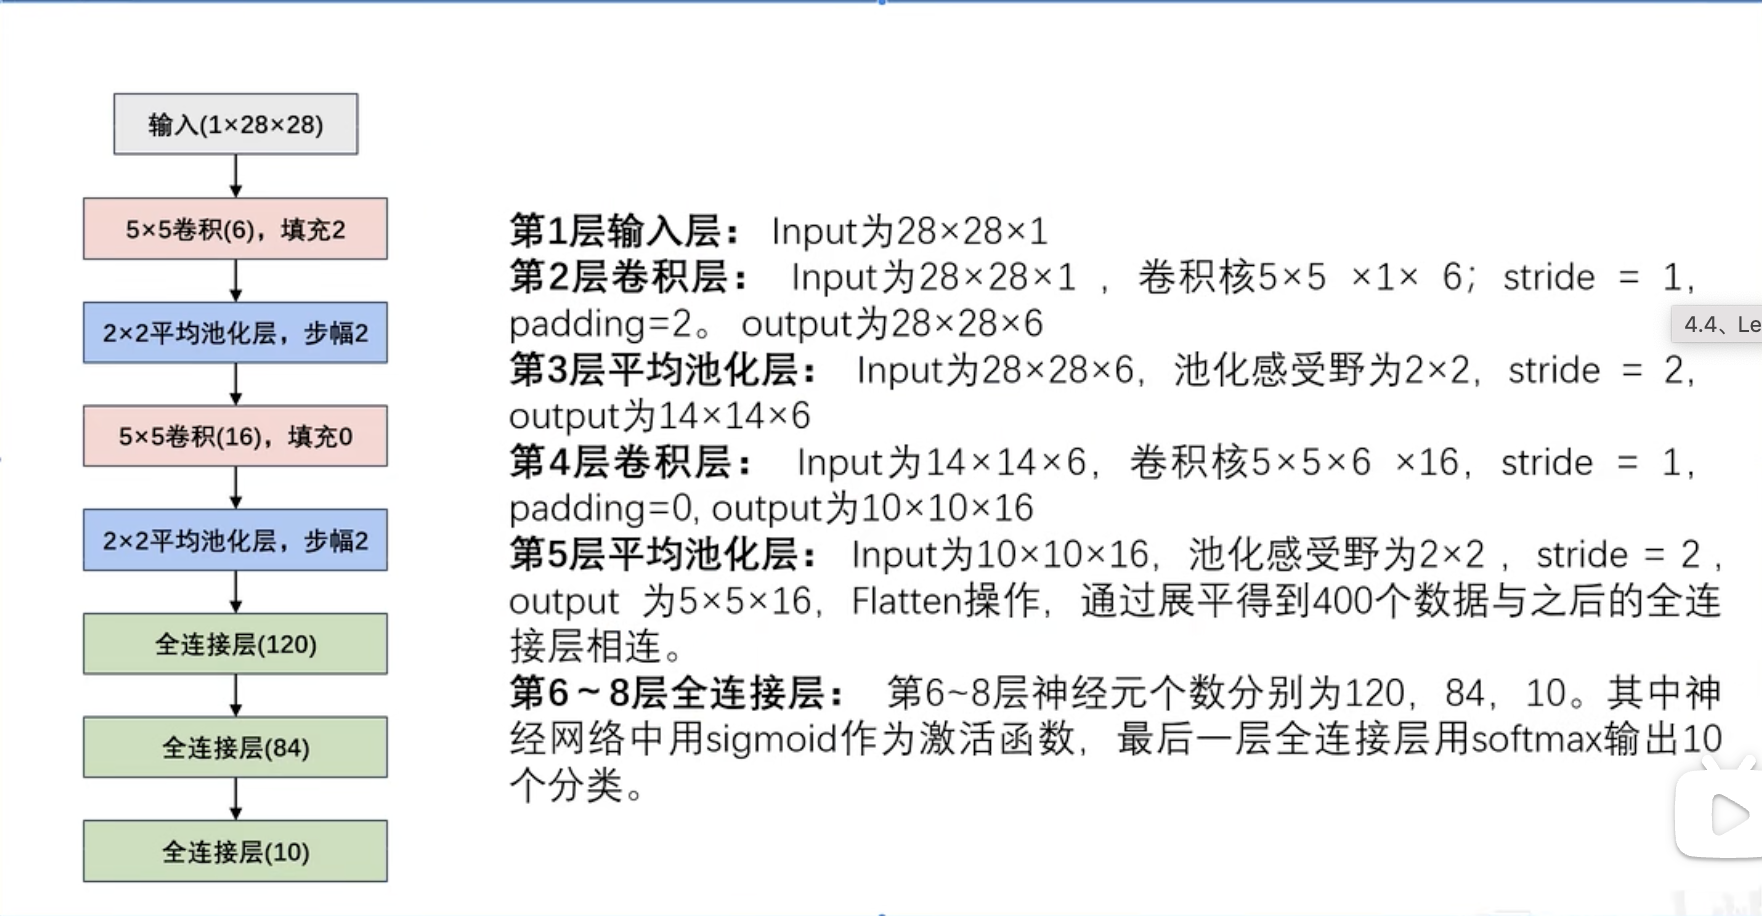 输入(1×28×28)
5×5卷积(6)，填充2
2×2平均池化层，步幅2
5×5卷积(16)，填充0
2×2平均池化层，步幅2
全连接层(120)
全连接层(84)
全连接层(10)
第1层输入层： Input为28×28×1
第2层卷积层： Input为28×28×1 ，卷积核5×5 ×1× 6；stride = 1,
padding=2。 output为28×28×6
第3层平均池化层： Input为28×28×6，池化感受野为2×2，stride = 2,
output为14×14×6
第4层卷积层： Input为14×14×6，卷积核5×5×6 ×16，stride = 1,
padding=0, output为10×10×16
第5层平均池化层： Input为10×10×16，池化感受野为2×2 ，stride = 2 ,
output 为5×5×16，Flatten操作，通过展平得到400个数据与之后的全连
接层相连。
第6~8层全连接层： 第6~8层神经元个数分别为120，84，10。其中神
经网络中用sigmoid作为激活函数，最后一层全连接层用softmax输出10
个分类。
4.4、Le